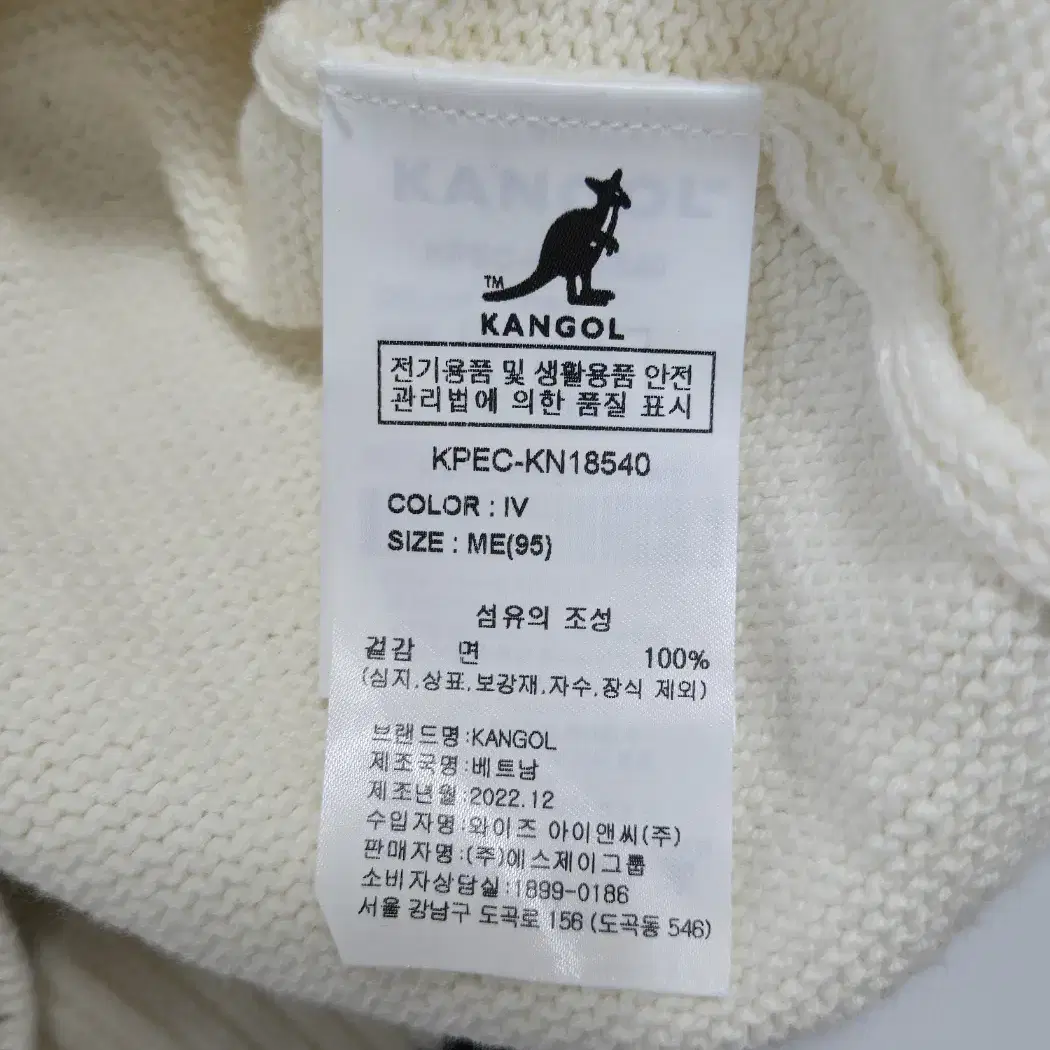 TM
KANGOL
전기용품 및 생활용품 안전
관리법에 의한 품질 표시
KPEC-KN18540
COLOR : IV
SIZE : ME(95)
섬유의 조성
겉감 면 100%
(심지,상표,보강재,자수,장식 제외)
브랜드명:KANGOL
제조국명:베트남
제조년월:2022.12
수입자명:와이즈 아이앤씨(주)
판매자명:(주)에스제이그룹
소비자상담실:1899-0186
서울 강남구 도곡로 156 (도곡동 546)